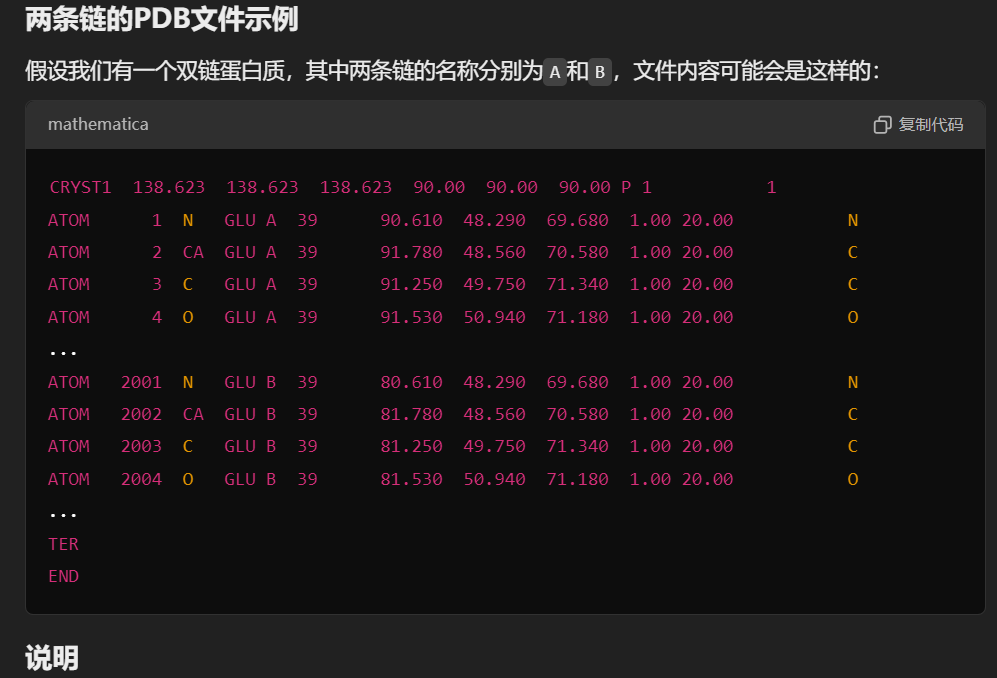 两条链的PDB文件示例
假设我们有一个双链蛋白质，其中两条链的名称分别为 A 和 B ，文件内容可能会是这样的：
mathematica
复制代码
CRYST1  138.623  138.623  138.623  90.00  90.00  90.00 P 1           1
ATOM      1  N   GLU A  39      90.610  48.290  69.680  1.00 20.00           N
ATOM      2  CA  GLU A  39      91.780  48.560  70.580  1.00 20.00           C
ATOM      3  C   GLU A  39      91.250  49.750  71.340  1.00 20.00           C
ATOM      4  O   GLU A  39      91.530  50.940  71.180  1.00 20.00           O
...
ATOM   2001  N   GLU B  39      80.610  48.290  69.680  1.00 20.00           N
ATOM   2002  CA  GLU B  39      81.780  48.560  70.580  1.00 20.00           C
ATOM   2003  C   GLU B  39      81.250  49.750  71.340  1.00 20.00           C
ATOM   2004  O   GLU B  39      81.530  50.940  71.180  1.00 20.00           O
...
TER
END
说明